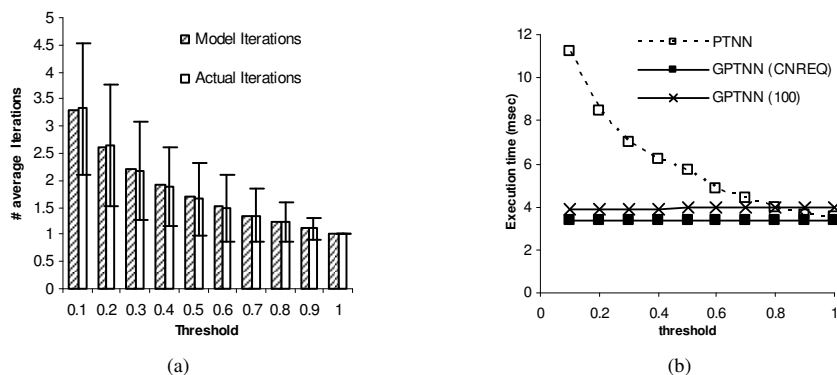 5
4.5
4
3.5
3
2.5
2
1.5
1
0.5
0
# average Iterations
Model Iterations
Actual Iterations
0.1 0.2 0.3 0.4 0.5 0.6 0.7 0.8 0.9 1
Threshold
(a)
12
10
8
6
4
2
0
Execution time (msec)
PTNN
GPTNN (CNREQ)
GPTNN (100)
0 0.2 0.4 0.6 0.8 1
threshold
(b)